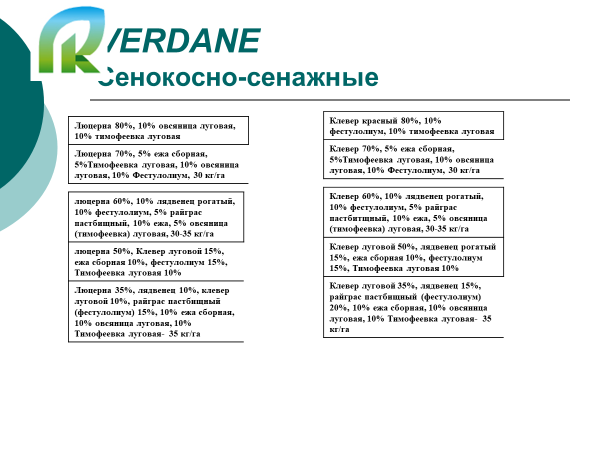 VERDANE
Сенокосно-сенажные
Люцерна 80%, 10% овсяница луговая,
10% тимофеевка луговая
Люцерна 70%, 5% ежа сборная,
5%Тимофеевка луговая, 10% овсяница
луговая, 10% Фестулолиум, 30 кг/га
люцерна 60%, 10% лядвенец рогатый,
10% фестулолиум, 5% райграс
пастбищный, 10% ежа, 5% овсяница
(тимофеевка) луговая, 30-35 кг/га
люцерна 50%, Клевер луговой 15%,
ежа сборная 10%, фестулолиум 15%,
Тимофеевка луговая 10%
Люцерна 35%, лядвенец 10%, клевер
луговой 10%, райграс пастбищный
(фестулолиум) 15%, 10% ежа сборная,
10% овсяница луговая, 10%
Тимофеевка луговая- 35 кг/га
Клевер красный 80%, 10%
фестулолиум, 10% тимофеевка луговая
Клевер 70%, 5% ежа сборная,
5%Тимофеевка луговая, 10% овсяница
луговая, 10% Фестулолиум, 30 кг/га
Клевер 60%, 10% лядвенец рогатый,
10% фестулолиум, 5% райграс
пастбитщный, 10% ежа, 5% овсяница
(тимофеевка) луговая, 30-35 кг/га
Клевер луговой 50%, лядвенец рогатый
15%, ежа сборная 10%, фестулолиум
15%, Тимофеевка луговая 10%
Клевер луговой 35%, лядвенец 15%,
райграс пастбищный (фестулолиум)
20%, 10% ежа сборная, 10% овсяница
луговая, 10% Тимофеевка луговая- 35
кг/га